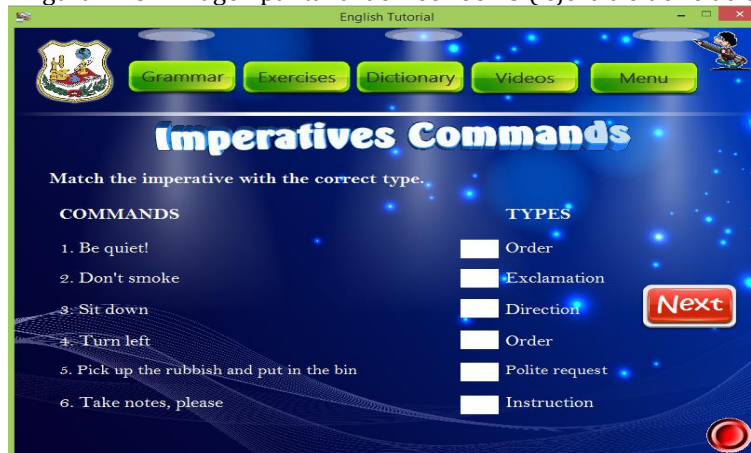 English Tutorial
Grammar Exercises Dictionary Videos Menu
Imperatives Commands
Match the imperative with the correct type.
COMMANDS TYPES
1. Be quiet! Order
2. Don't smoke Exclamation
3. Sit down Direction
Next
4. Turn left Order
5. Pick up the rubbish and put in the bin Polite request
6. Take notes, please Instruction